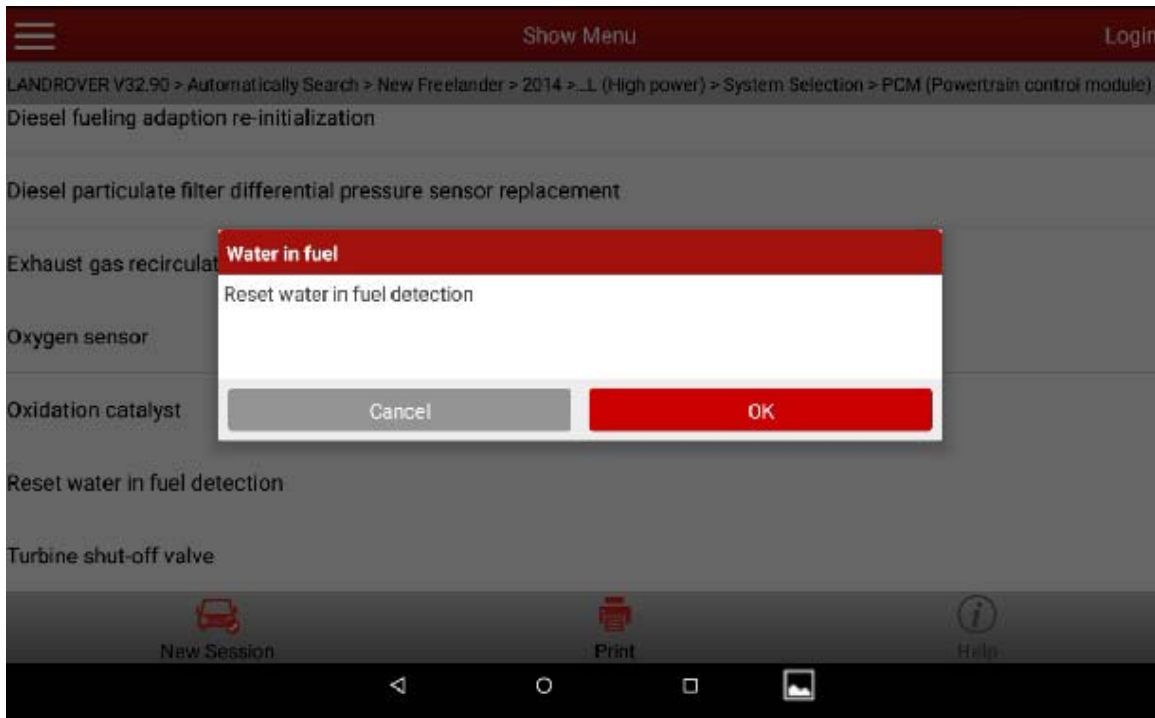 Show Menu
Login
LANDROVER V32.90 > Automatically Search > New Freelander > 2014 >...L (High power) > System Selection > PCM (Powertrain control module)
Diesel fueling adaption re-initialization
Diesel particulate filter differential pressure sensor replacement
Exhaust gas recirculat
Water in fuel
Reset water in fuel detection
Oxygen sensor
Cancel
OK
Oxidation catalyst
Reset water in fuel detection
Turbine shut-off valve
New Session
Print
Help